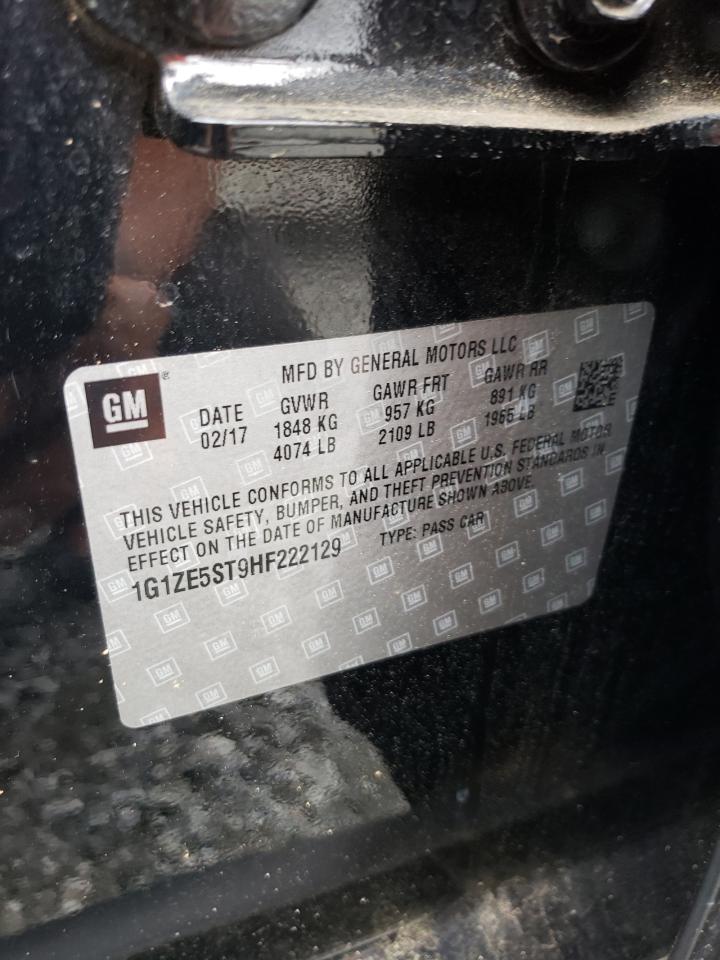 GM ®
MFD BY GENERAL MOTORS LLC
DATE GVWR GAWR FRT GAWR RR
02/17 1848 KG 957 KG 891 KG
4074 LB 2109 LB 1965 LB
E
THIS VEHICLE CONFORMS TO ALL APPLICABLE U.S. FEDERAL MOTOR
VEHICLE SAFETY, BUMPER, AND THEFT PREVENTION STANDARDS IN
EFFECT ON THE DATE OF MANUFACTURE SHOWN ABOVE.
1G1ZE5ST9HF222129 TYPE: PASS CAR